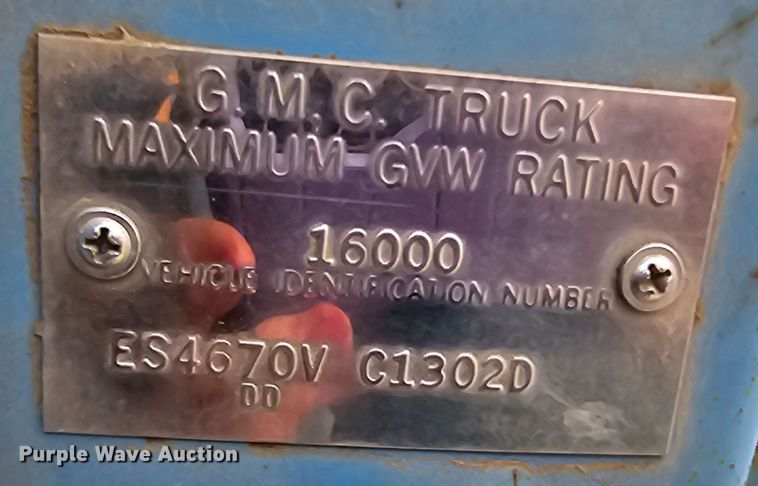 G.M.C. TRUCK
MAXIMUM GVW RATING
16000
VEHICLE IDENTIFICATION NUMBER
ES4670V C1302D
DD
Purple Wave Auction